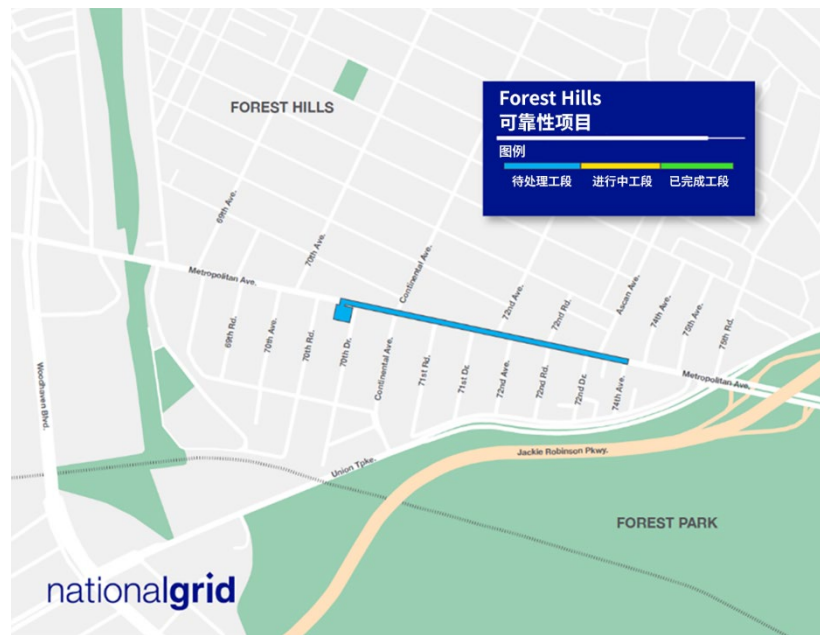 FOREST HILLS
Forest Hills
可靠性项目
图例
待处理工段 进行中工段 已完成工段
69th Ave.
70th Ave.
Continental Ave.
72nd Ave.
72nd Rd.
Ascan Ave.
74th Ave.
75th Ave.
75th Rd.
Metropolitan Ave.
69th Rd.
70th Ave.
70th Rd.
70th Dr.
Continental Ave.
71st Rd.
71st Dr.
72nd Ave.
72nd Rd.
72nd Dr.
74th Ave.
Metropolitan Ave.
Woodhaven Blvd.
Union Tpke.
Jackie Robinson Pkwy.
FOREST PARK
nationalgrid